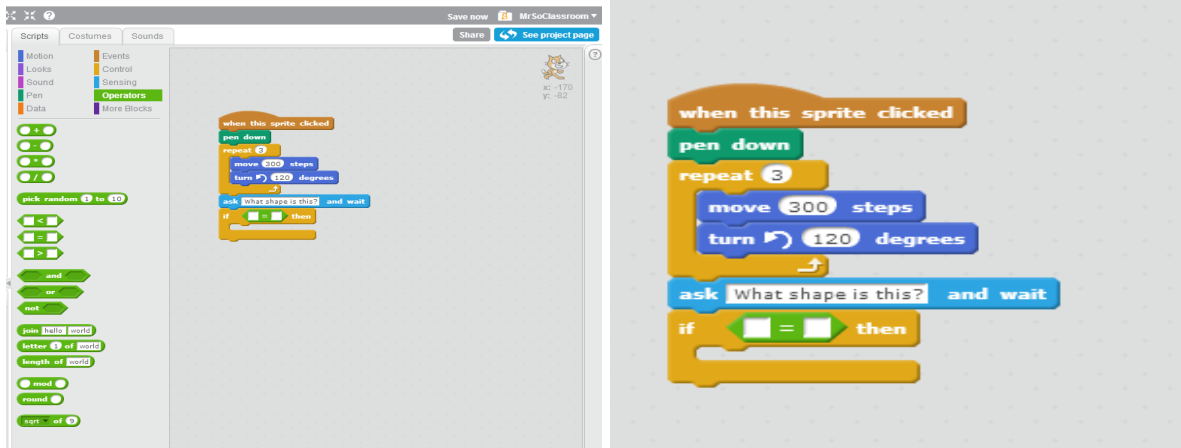 Save now MrSoClassroom
Scripts Costumes Sounds
Share See project page
Motion Events
Looks Control
Sound Sensing
Pen Operators
Data More Blocks
x: -170
y: -82
+
-
*
/
pick random 1 to 10
<
=
>
and
or
not
join hello world
letter 1 of world
length of world
mod
round
sqrt of 9
when this sprite clicked
pen down
repeat 3
move 300 steps
turn 120 degrees
ask What shape is this? and wait
if = then
when this sprite clicked
pen down
repeat 3
move 300 steps
turn 120 degrees
ask What shape is this? and wait
if = then